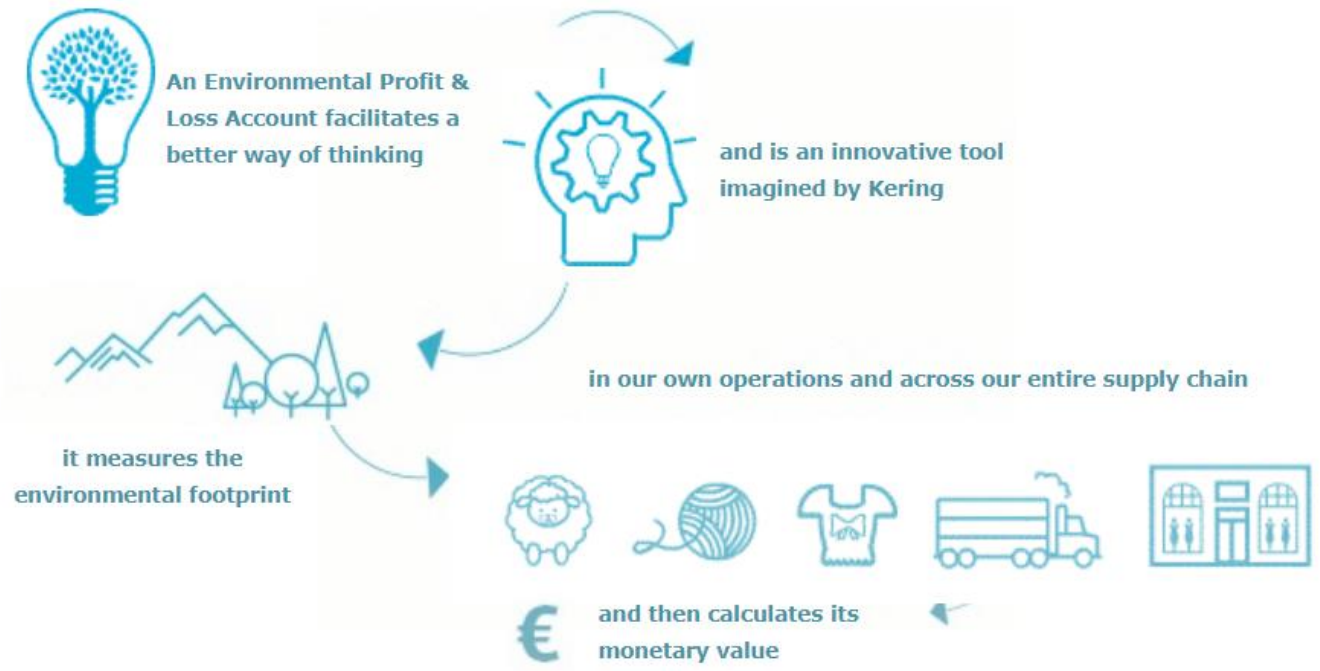 An Environmental Profit &
Loss Account facilitates a
better way of thinking
and is an innovative tool
imagined by Kering
it measures the
environmental footprint
in our own operations and across our entire supply chain
€
and then calculates its
monetary value